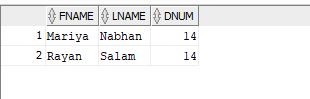 FNAME LNAME DNUM
1 Mariya Nabhan 14
2 Rayan Salam 14